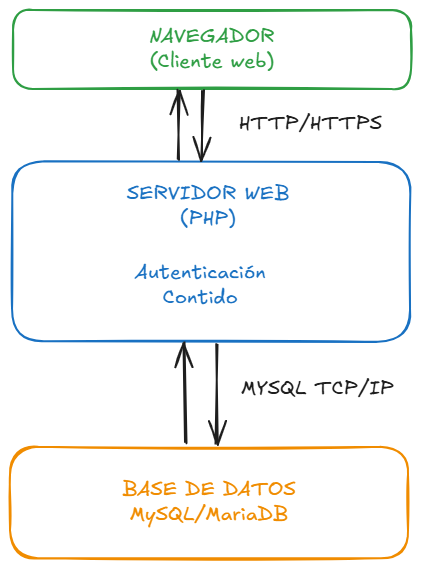 NAVEGADOR
(Cliente web)
HTTP/HTTPS
SERVIDOR WEB
(PHP)
Autenticación
Contido
MYSQL TCP/IP
BASE DE DATOS
MySQL/MariaDB